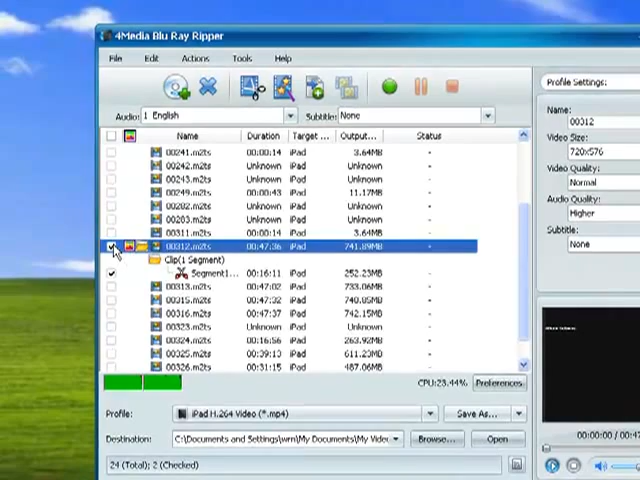 4Media Blu Ray Ripper
File Edit Actions Tools Help
Audio: 1 English Subtitle: None
Name Duration Target ... Output... Status
00241.m2ts 00:00:14 iPad 3.64MB -
00242.m2ts Unknown iPad Unknown -
00243.m2ts Unknown iPad Unknown -
00249.m2ts 00:00:43 iPad 11.17MB -
00282.m2ts Unknown iPad Unknown -
00283.m2ts Unknown iPad Unknown -
00311.m2ts 00:00:14 iPad 3.64MB -
00312.m2ts 00:47:36 iPad 741.89MB -
Clip(1 Segment)
Segment1... 00:16:11 iPad 252.23MB -
00313.m2ts 00:47:02 iPad 733.06MB -
00315.m2ts 00:47:32 iPad 740.85MB -
00316.m2ts 00:47:37 iPad 742.15MB -
00323.m2ts Unknown iPad Unknown -
00324.m2ts 00:16:56 iPad 263.92MB -
00325.m2ts 00:39:13 iPad 611.23MB -
00326.m2ts 00:31:15 iPad 487.06MB -
CPU:23.44% Preferences
Profile: iPad H.264 Video (*.mp4) Save As...
Destination: C:\Documents and Settings\wrn\My Documents\My Video Browse... Open
24 (Total); 2 (Checked)
Profile Settings:
Name:
00312
Video Size:
720x576
Video Quality:
Normal
Audio Quality:
Higher
Subtitle:
None
00:00:00 / 00:47